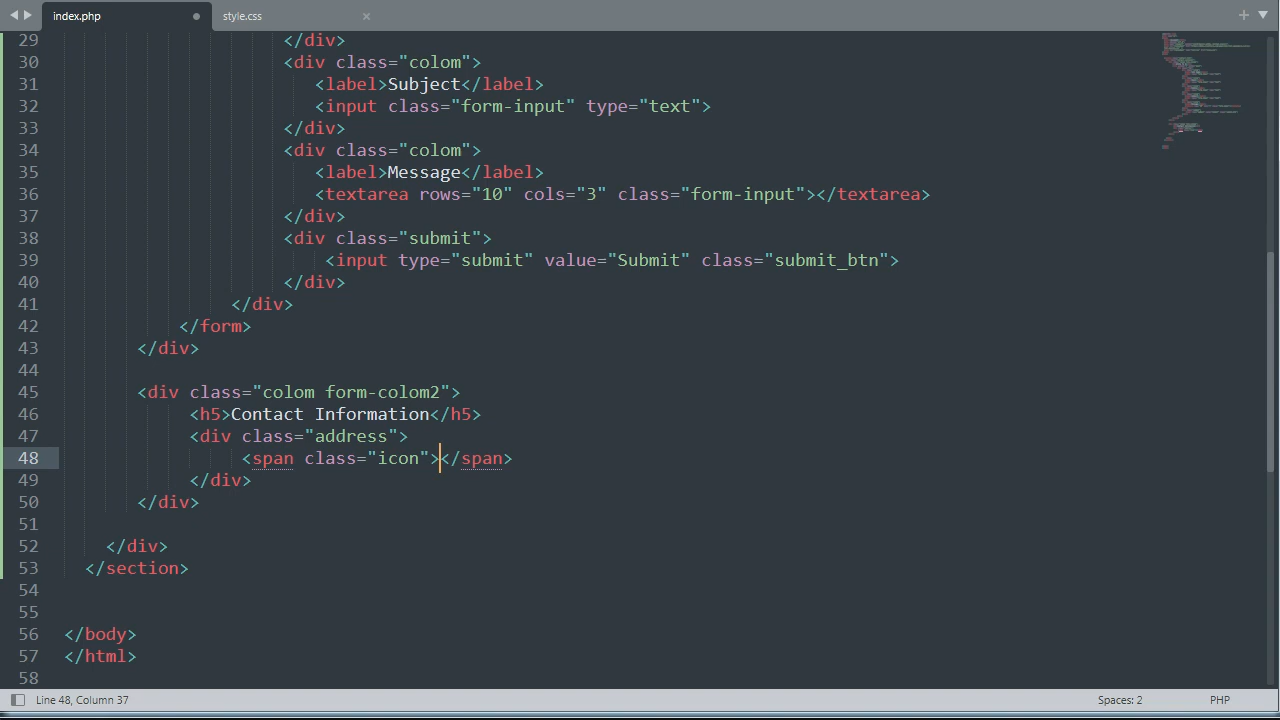 index.php
style.css
29 </div>
30 <div class="colom">
31 <label>Subject</label>
32 <input class="form-input" type="text">
33 </div>
34 <div class="colom">
35 <label>Message</label>
36 <textarea rows="10" cols="3" class="form-input"></textarea>
37 </div>
38 <div class="submit">
39 <input type="submit" value="Submit" class="submit_btn">
40 </div>
41 </div>
42 </form>
43 </div>
44
45 <div class="colom form-colom2">
46 <h5>Contact Information</h5>
47 <div class="address">
48 <span class="icon"></span>
49 </div>
50 </div>
51
52 </div>
53 </section>
54
55
56 </body>
57 </html>
58
Line 48, Column 37
Spaces: 2
PHP